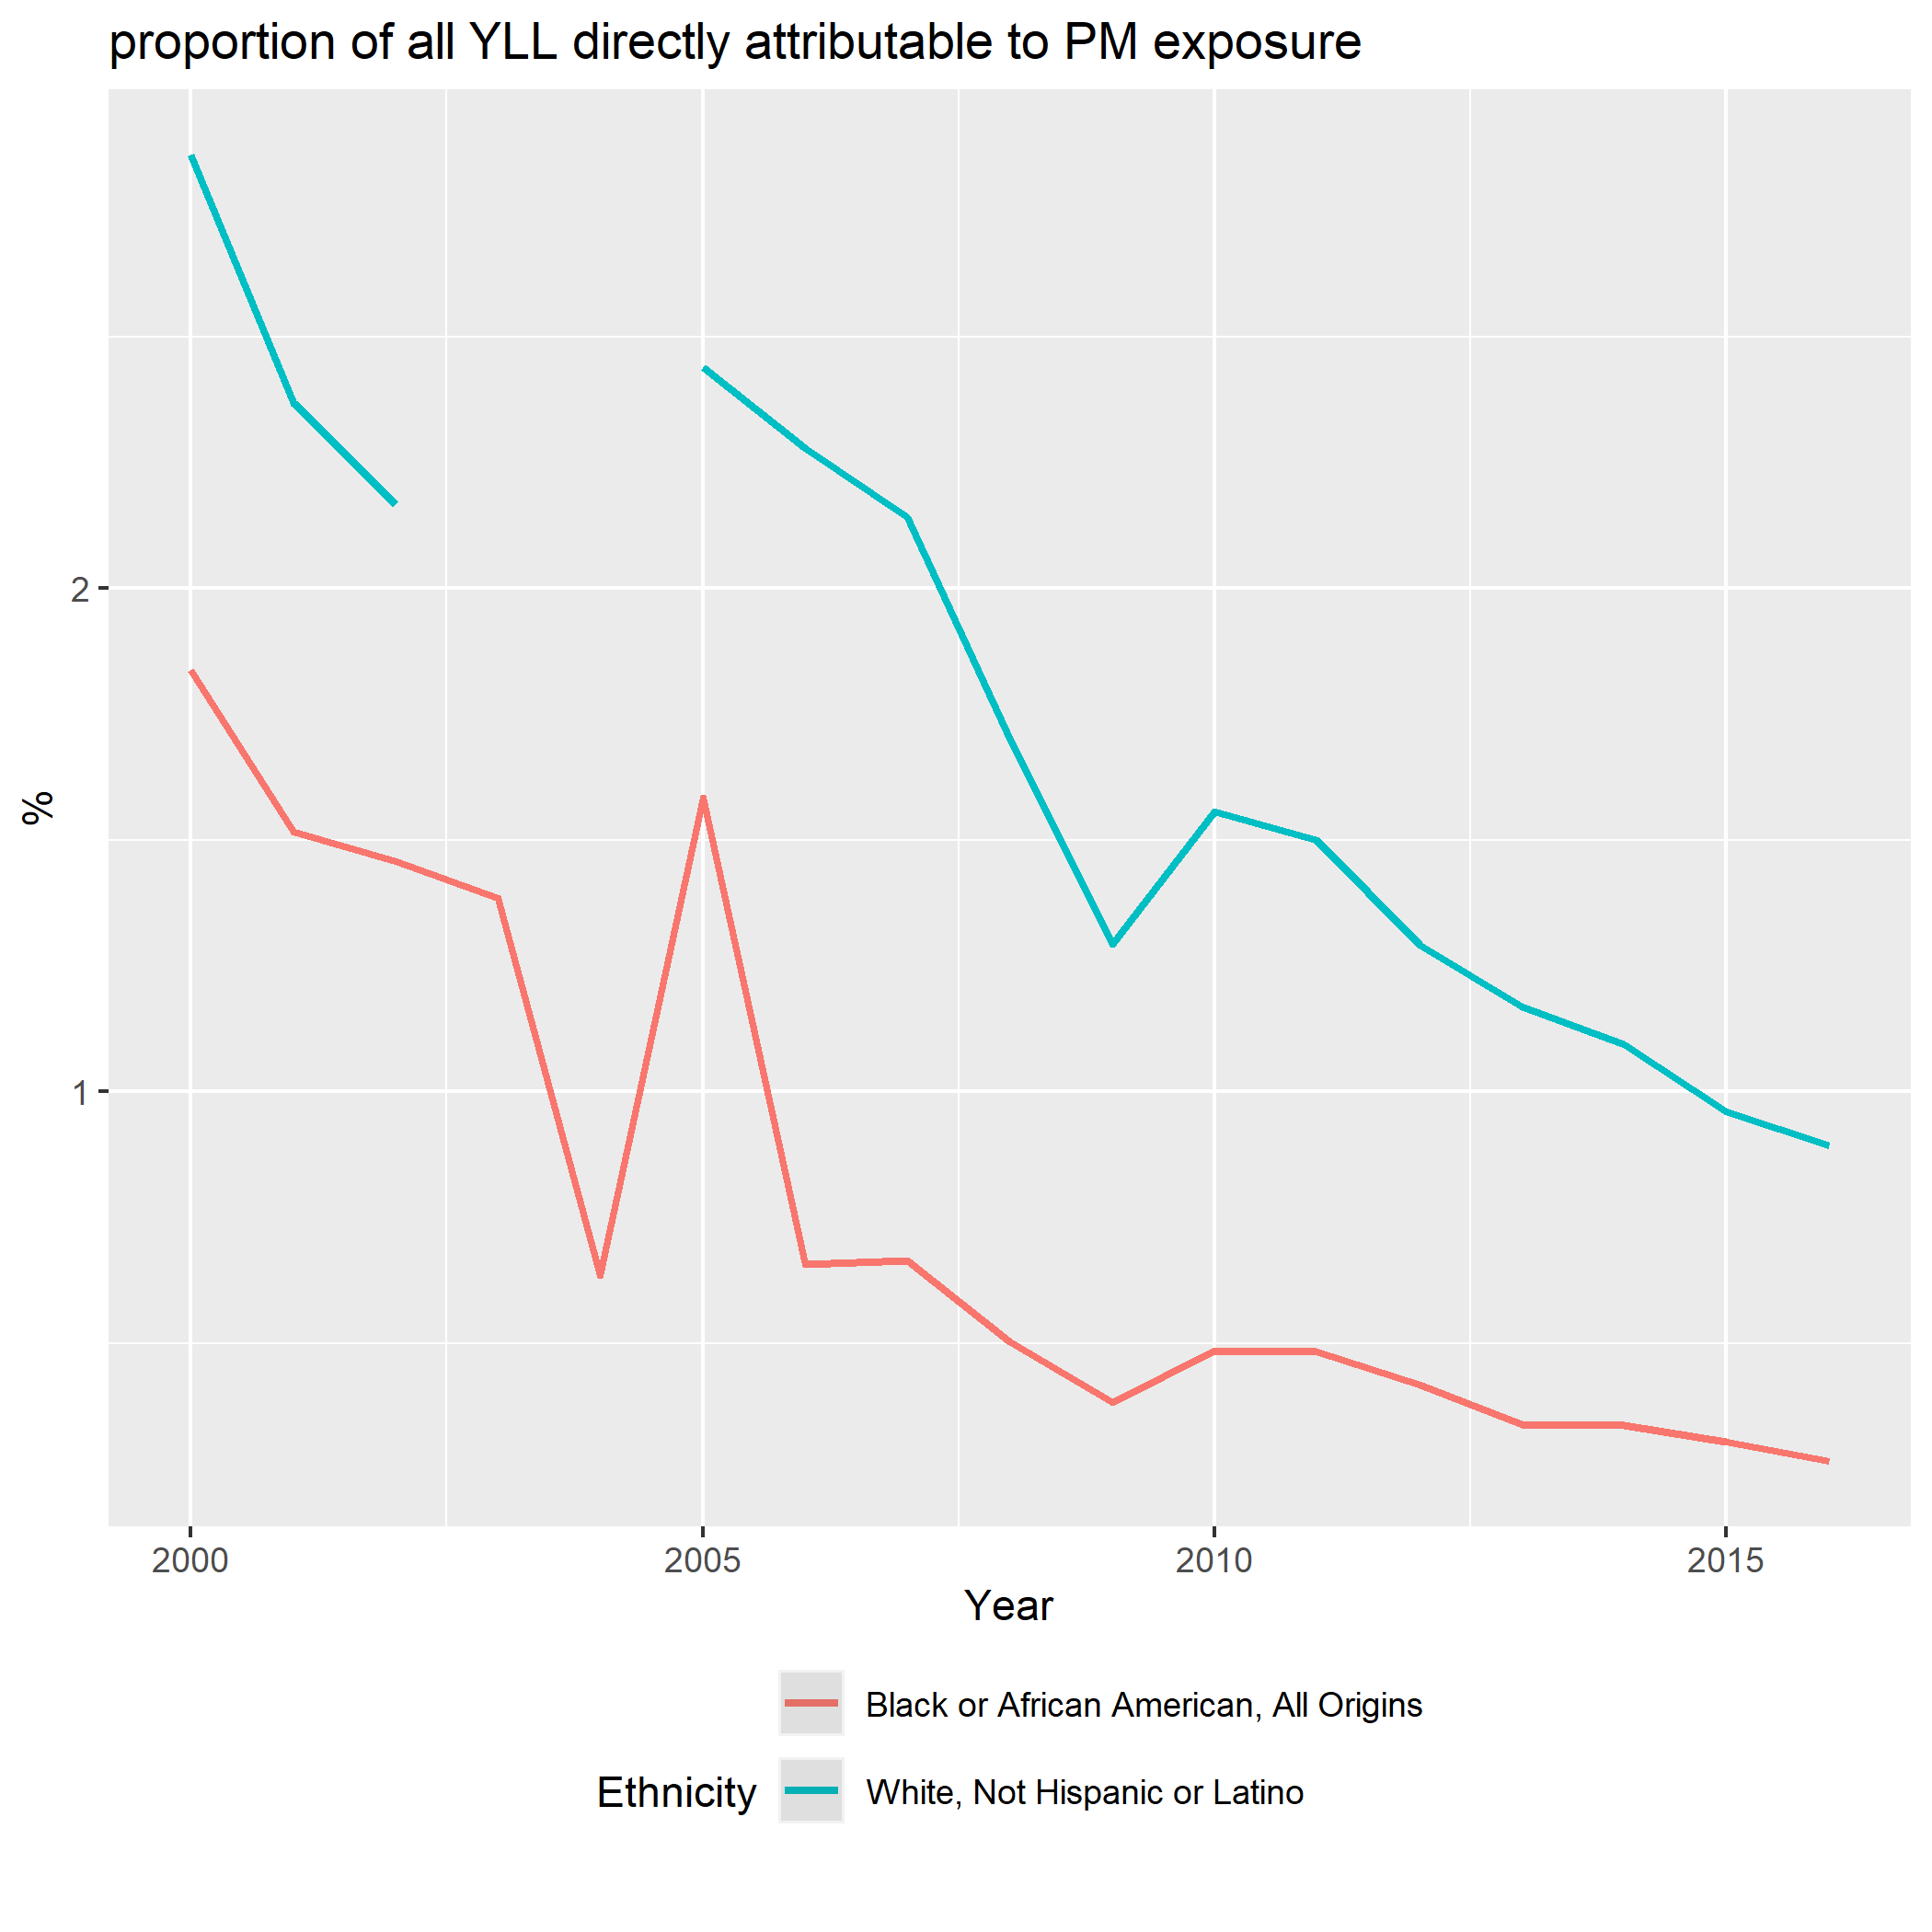 proportion of all YLL directly attributable to PM exposure
%
2
1
2000 2005 2010 2015
Year
Black or African American, All Origins
Ethnicity White, Not Hispanic or Latino